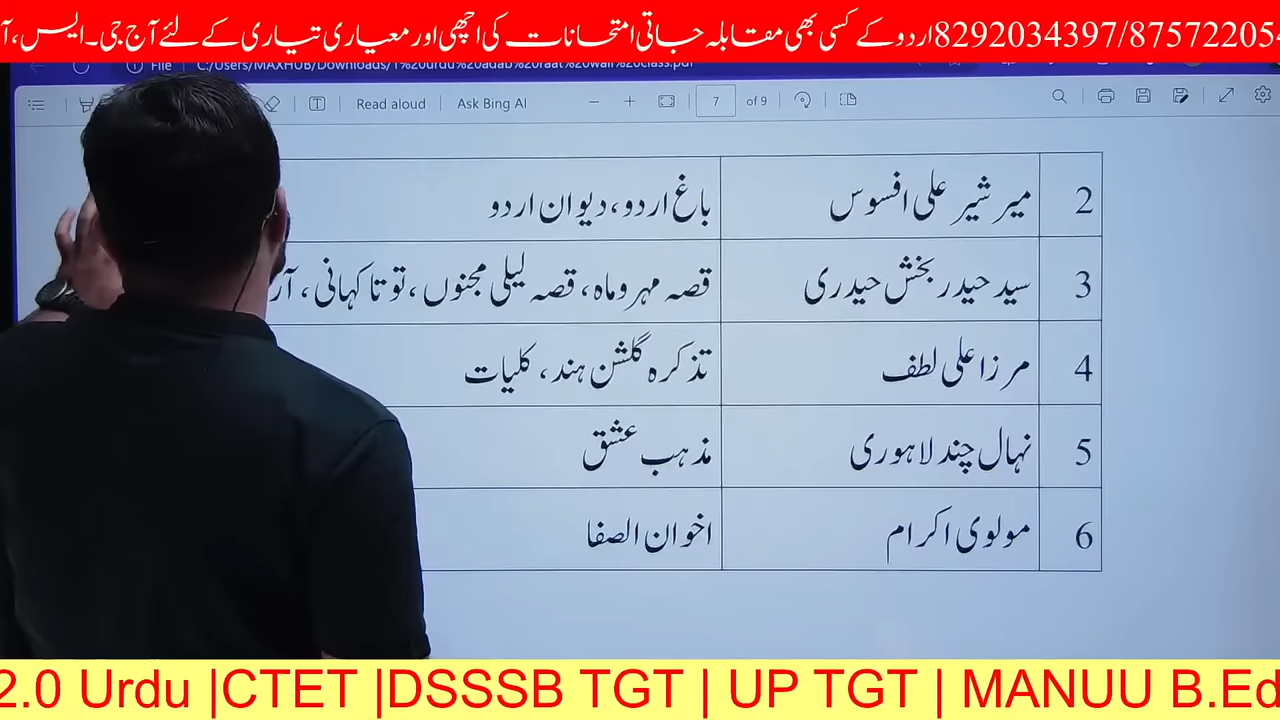 8292034397/875722054اردو کے کسی بھی مقابلہ جاتی امتحانات کی اچھی اور معیاری تیاری کے لئے آج جی۔ایس،آ
File C:/Users/MAXHUB/Downloads/1%20urdu%20adab%20raat%20wali%20class.pdf
Read aloud Ask Bing AI 7 of 9
2 میر شیر علی افسوس باغ اردو، دیوان اردو
3 سید حیدر بخش حیدری قصہ مہر وماہ، قصہ لیلی مجنوں، توتا کہانی، آر
4 مرزا علی لطف تذکرہ گلشن ہند، کلیات
5 نہال چند لاہوری مذہب عشق
6 مولوی اکرام اخوان الصفا
2.0 Urdu |CTET |DSSSB TGT | UP TGT | MANUU B.Ed